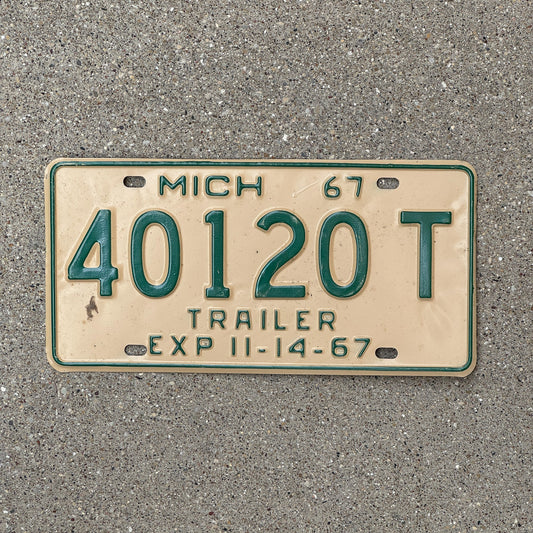 MICH 67
40120 T
TRAILER
EXP 11-14-67